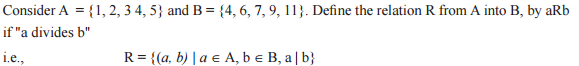 Consider A = {1, 2, 3 4, 5} and B = {4, 6, 7, 9, 11}. Define the relation R from A into B, by aRb
if "a divides b"
i.e., R = {(a, b) | a ∈ A, b ∈ B, a | b}